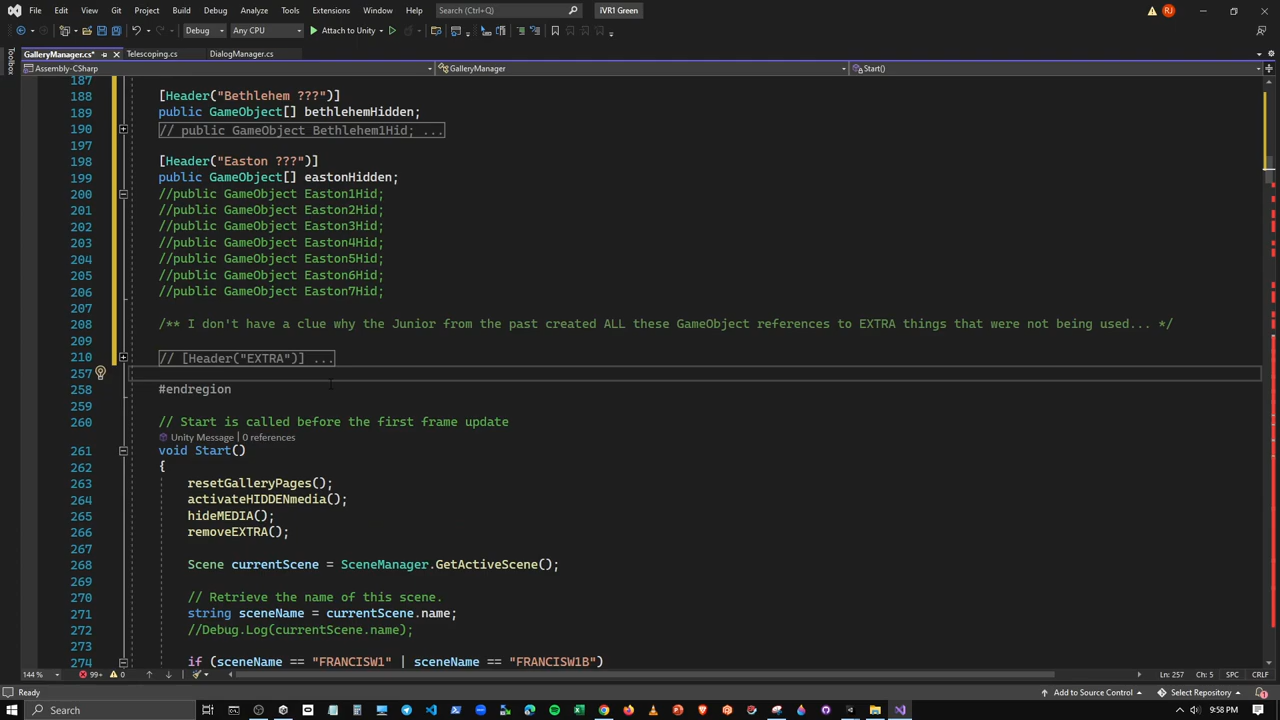 File Edit View Git Project Build Debug Analyze Tools Extensions Window Help Search (Ctrl+Q) iVR1 Green RJ
Debug Any CPU Attach to Unity
Toolbox
GalleryManager.cs* Telescoping.cs DialogManager.cs
Assembly-CSharp GalleryManager Start()
187
188 [Header("Bethlehem ???")]
189 public GameObject[] bethlehemHidden;
190 // public GameObject Bethlehem1Hid; ...
197
198 [Header("Easton ???")]
199 public GameObject[] eastonHidden;
200 //public GameObject Easton1Hid;
201 //public GameObject Easton2Hid;
202 //public GameObject Easton3Hid;
203 //public GameObject Easton4Hid;
204 //public GameObject Easton5Hid;
205 //public GameObject Easton6Hid;
206 //public GameObject Easton7Hid;
207
208 /** I don't have a clue why the Junior from the past created ALL these GameObject references to EXTRA things that were not being used... */
209
210 // [Header("EXTRA")] ...
257
258 #endregion
259
260 // Start is called before the first frame update
Unity Message | 0 references
261 void Start()
262 {
263 resetGalleryPages();
264 activateHIDDENmedia();
265 hideMEDIA();
266 removeEXTRA();
267
268 Scene currentScene = SceneManager.GetActiveScene();
269
270 // Retrieve the name of this scene.
271 string sceneName = currentScene.name;
272 //Debug.Log(currentScene.name);
273
274 if (sceneName == "FRANCISW1" | sceneName == "FRANCISW1B")
144 % 99+ 0 Ln: 257 Ch: 5 SPC CRLF
Ready Add to Source Control Select Repository 1
Search 9:58 PM